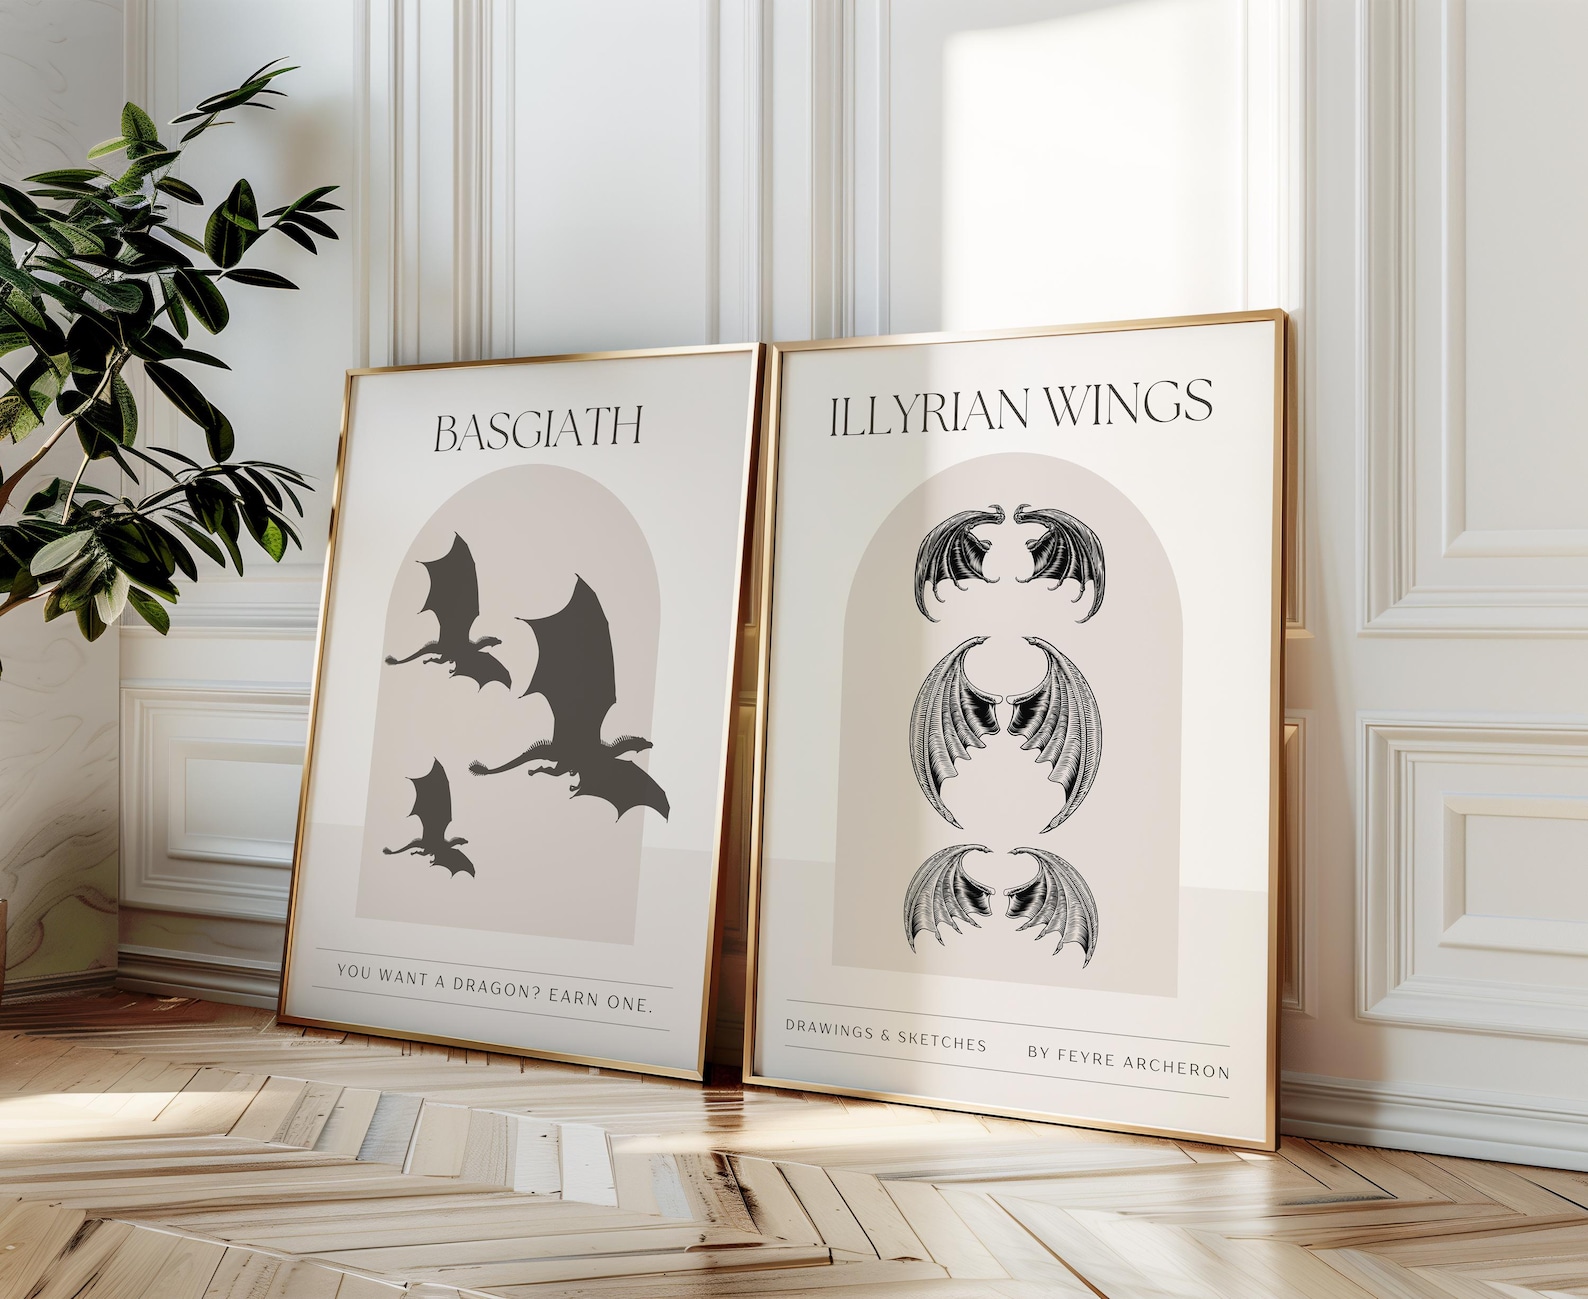 BASGIATH
YOU WANT A DRAGON? EARN ONE.
ILLYRIAN WINGS
DRAWINGS & SKETCHES BY FEYRE ARCHERON